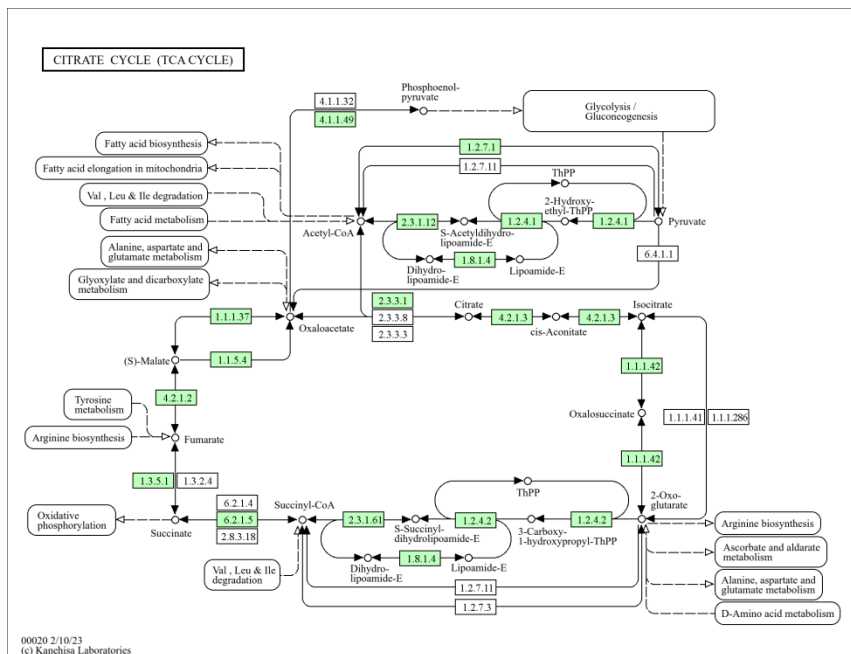 CITRATE CYCLE (TCA CYCLE)
Phosphoenol-
pyruvate
4.1.1.32
4.1.1.49
Glycolysis /
Gluconeogenesis
Fatty acid biosynthesis
Fatty acid elongation in mitochondria
Val , Leu & Ile degradation
Fatty acid metabolism
Alanine, aspartate and
glutamate metabolism
Glyoxylate and dicarboxylate
metabolism
1.2.7.1
1.2.7.11
ThPP
2-Hydroxy-
ethyl-ThPP
Acetyl-CoA
2.3.1.12
S-Acetyldihydro-
lipoamide-E
1.2.4.1
1.2.4.1
Pyruvate
Dihydro-
lipoamide-E
1.8.1.4
Lipoamide-E
6.4.1.1
1.1.1.37
Oxaloacetate
2.3.3.1
2.3.3.8
2.3.3.3
Citrate
4.2.1.3
cis-Aconitate
4.2.1.3
Isocitrate
(S)-Malate
1.1.5.4
1.1.1.42
4.2.1.2
Tyrosine
metabolism
Arginine biosynthesis
Fumarate
Oxalosuccinate
1.1.1.41
1.1.1.286
1.1.1.42
1.3.5.1
1.3.2.4
Oxidative
phosphorylation
Succinate
6.2.1.4
6.2.1.5
2.8.3.18
Succinyl-CoA
2.3.1.61
S-Succinyl-
dihydrolipoamide-E
1.2.4.2
ThPP
3-Carboxy-
1-hydroxypropyl-ThPP
1.2.4.2
2-Oxo-
glutarate
Val , Leu & Ile
degradation
Dihydro-
lipoamide-E
1.8.1.4
Lipoamide-E
1.2.7.11
1.2.7.3
Arginine biosynthesis
Ascorbate and aldarate
metabolism
Alanine, aspartate and
glutamate metabolism
D-Amino acid metabolism
00020 2/10/23
(c) Kanehisa Laboratories